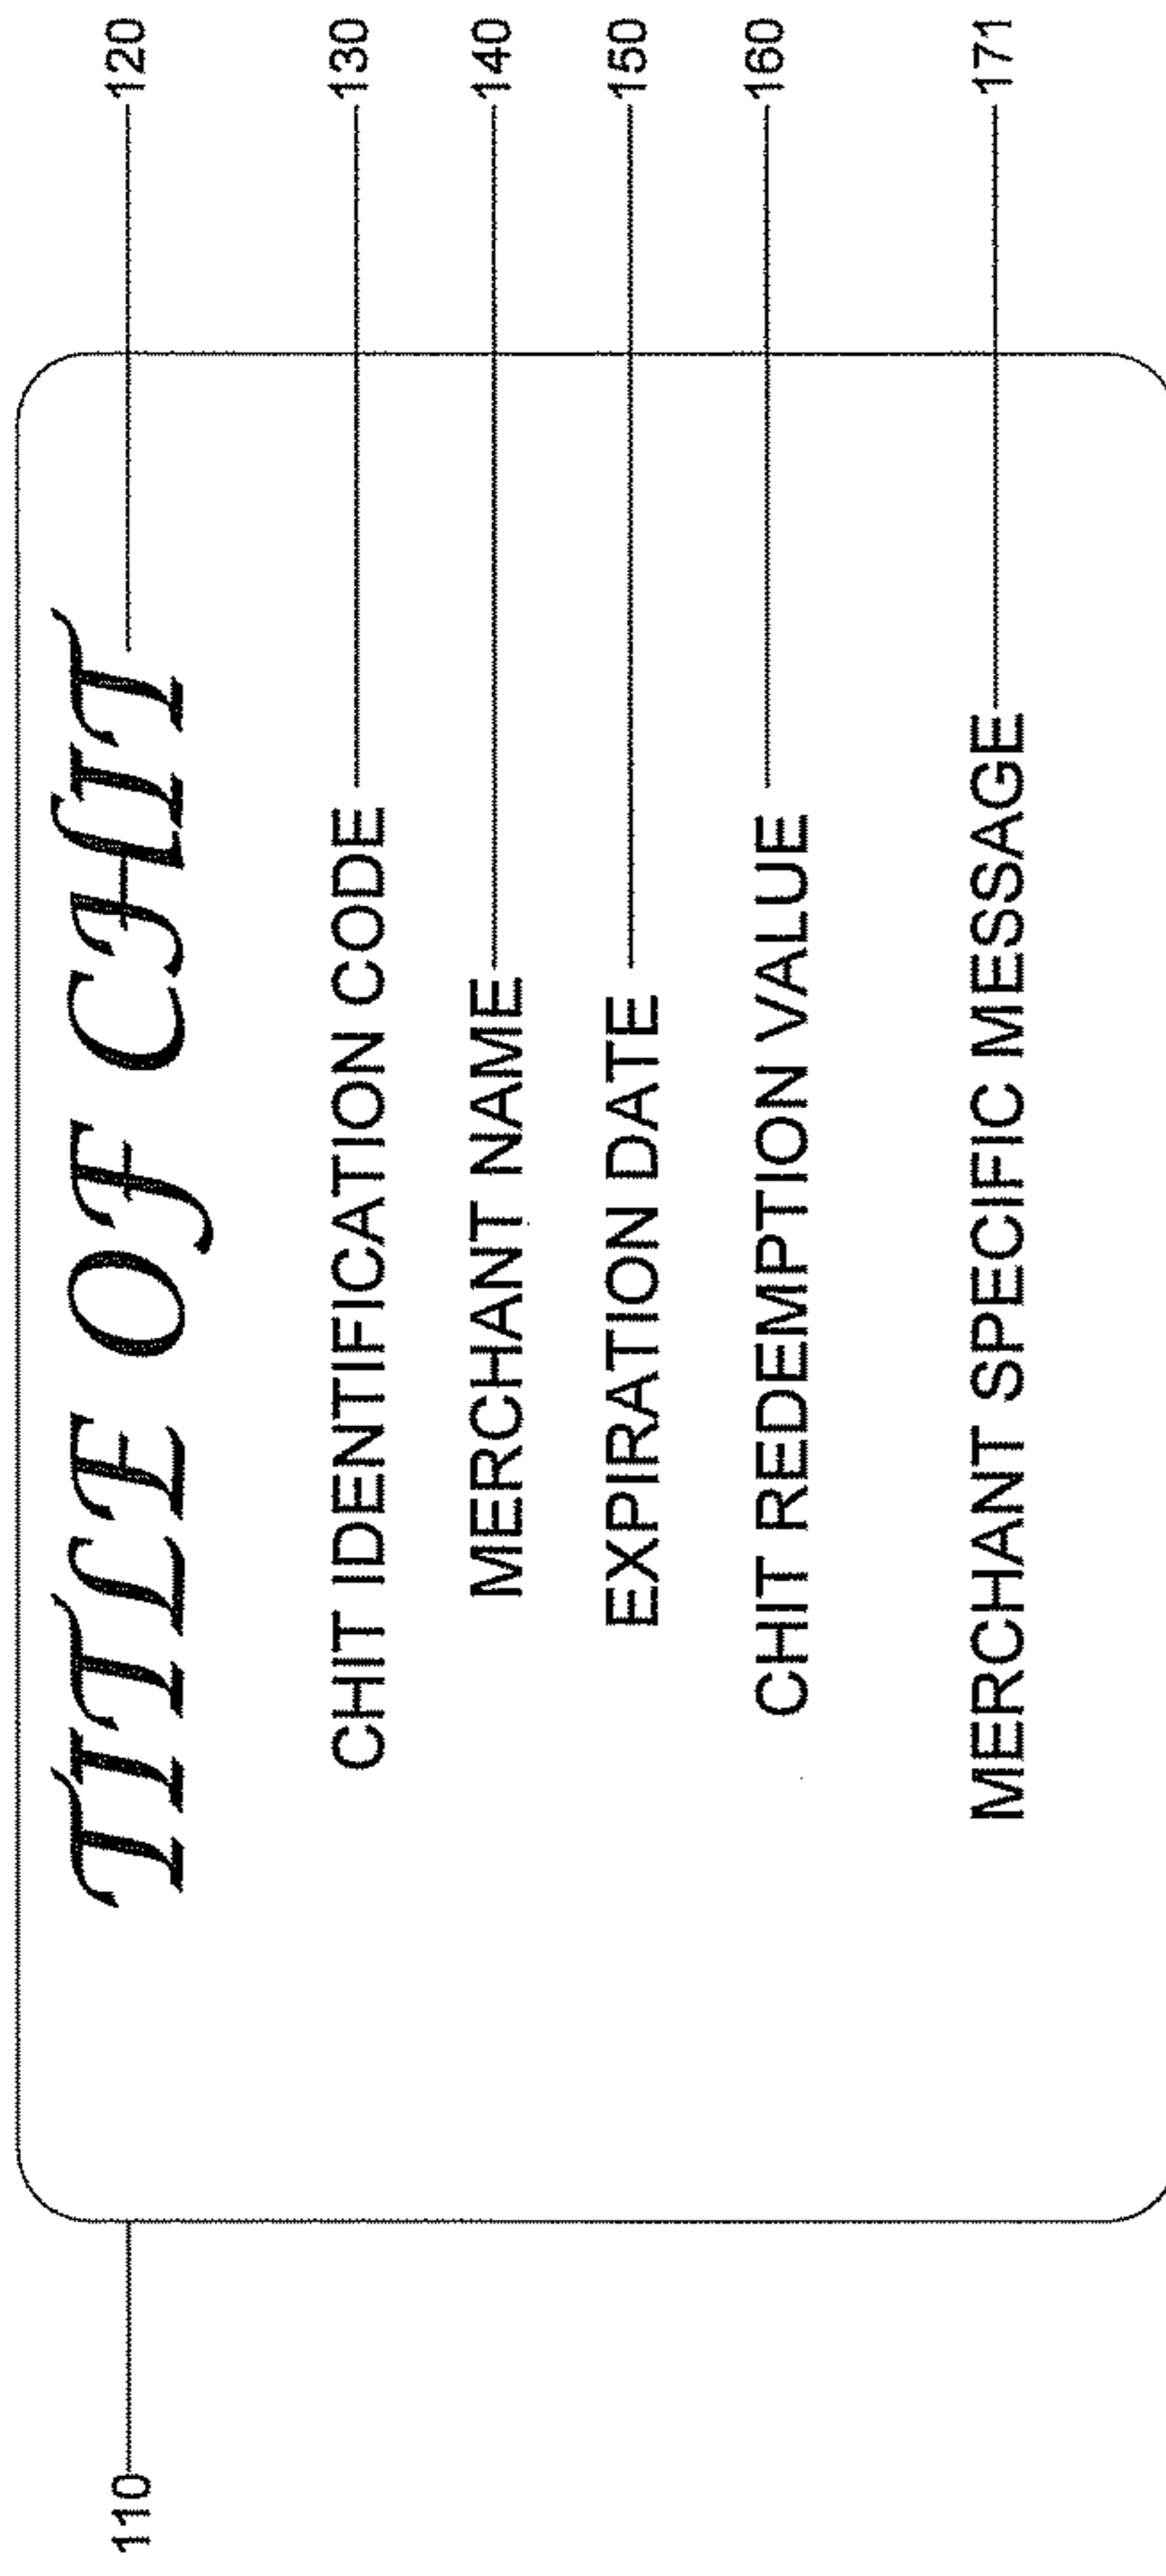 TITLE OF CHIT 120
110
CHIT IDENTIFICATION CODE 130
MERCHANT NAME 140
EXPIRATION DATE 150
CHIT REDEMPTION VALUE 160
MERCHANT SPECIFIC MESSAGE 171